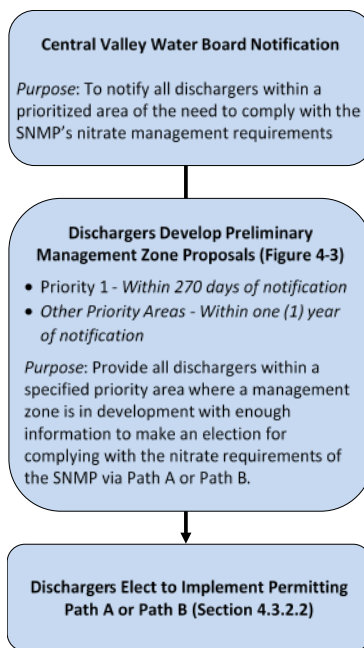 Central Valley Water Board Notification
Purpose: To notify all dischargers within a
prioritized area of the need to comply with the
SNMP's nitrate management requirements
Dischargers Develop Preliminary
Management Zone Proposals (Figure 4-3)
• Priority 1 - Within 270 days of notification
• Other Priority Areas - Within one (1) year
of notification
Purpose: Provide all dischargers within a
specified priority area where a management
zone is in development with enough
information to make an election for
complying with the nitrate requirements of
the SNMP via Path A or Path B.
Dischargers Elect to Implement Permitting
Path A or Path B (Section 4.3.2.2)